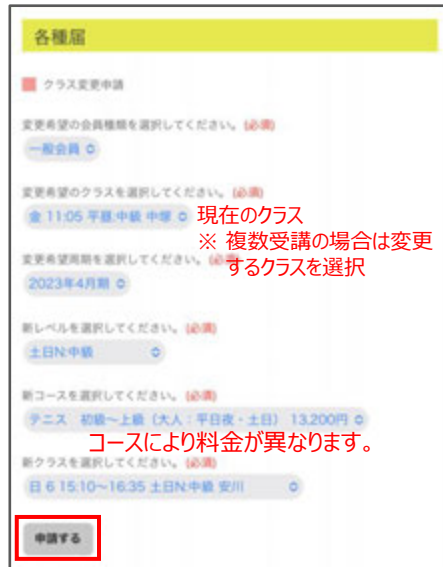 各種届
クラス変更申請
変更希望の会員種類を選択してください。(必須)
一般会員
変更希望のクラスを選択してください。(必須)
金 11:05 平昼:中級 中塚
現在のクラス
※ 複数受講の場合は変更
するクラスを選択
変更希望周期を選択してください。(必須)
2023年4月期
新レベルを選択してください。(必須)
土日N:中級
新コースを選択してください。(必須)
テニス 初級～上級（大人：平日夜・土日） 13,200円
コースにより料金が異なります。
新クラスを選択してください。(必須)
日 6 15:10~16:35 土日N:中級 安川
申請する